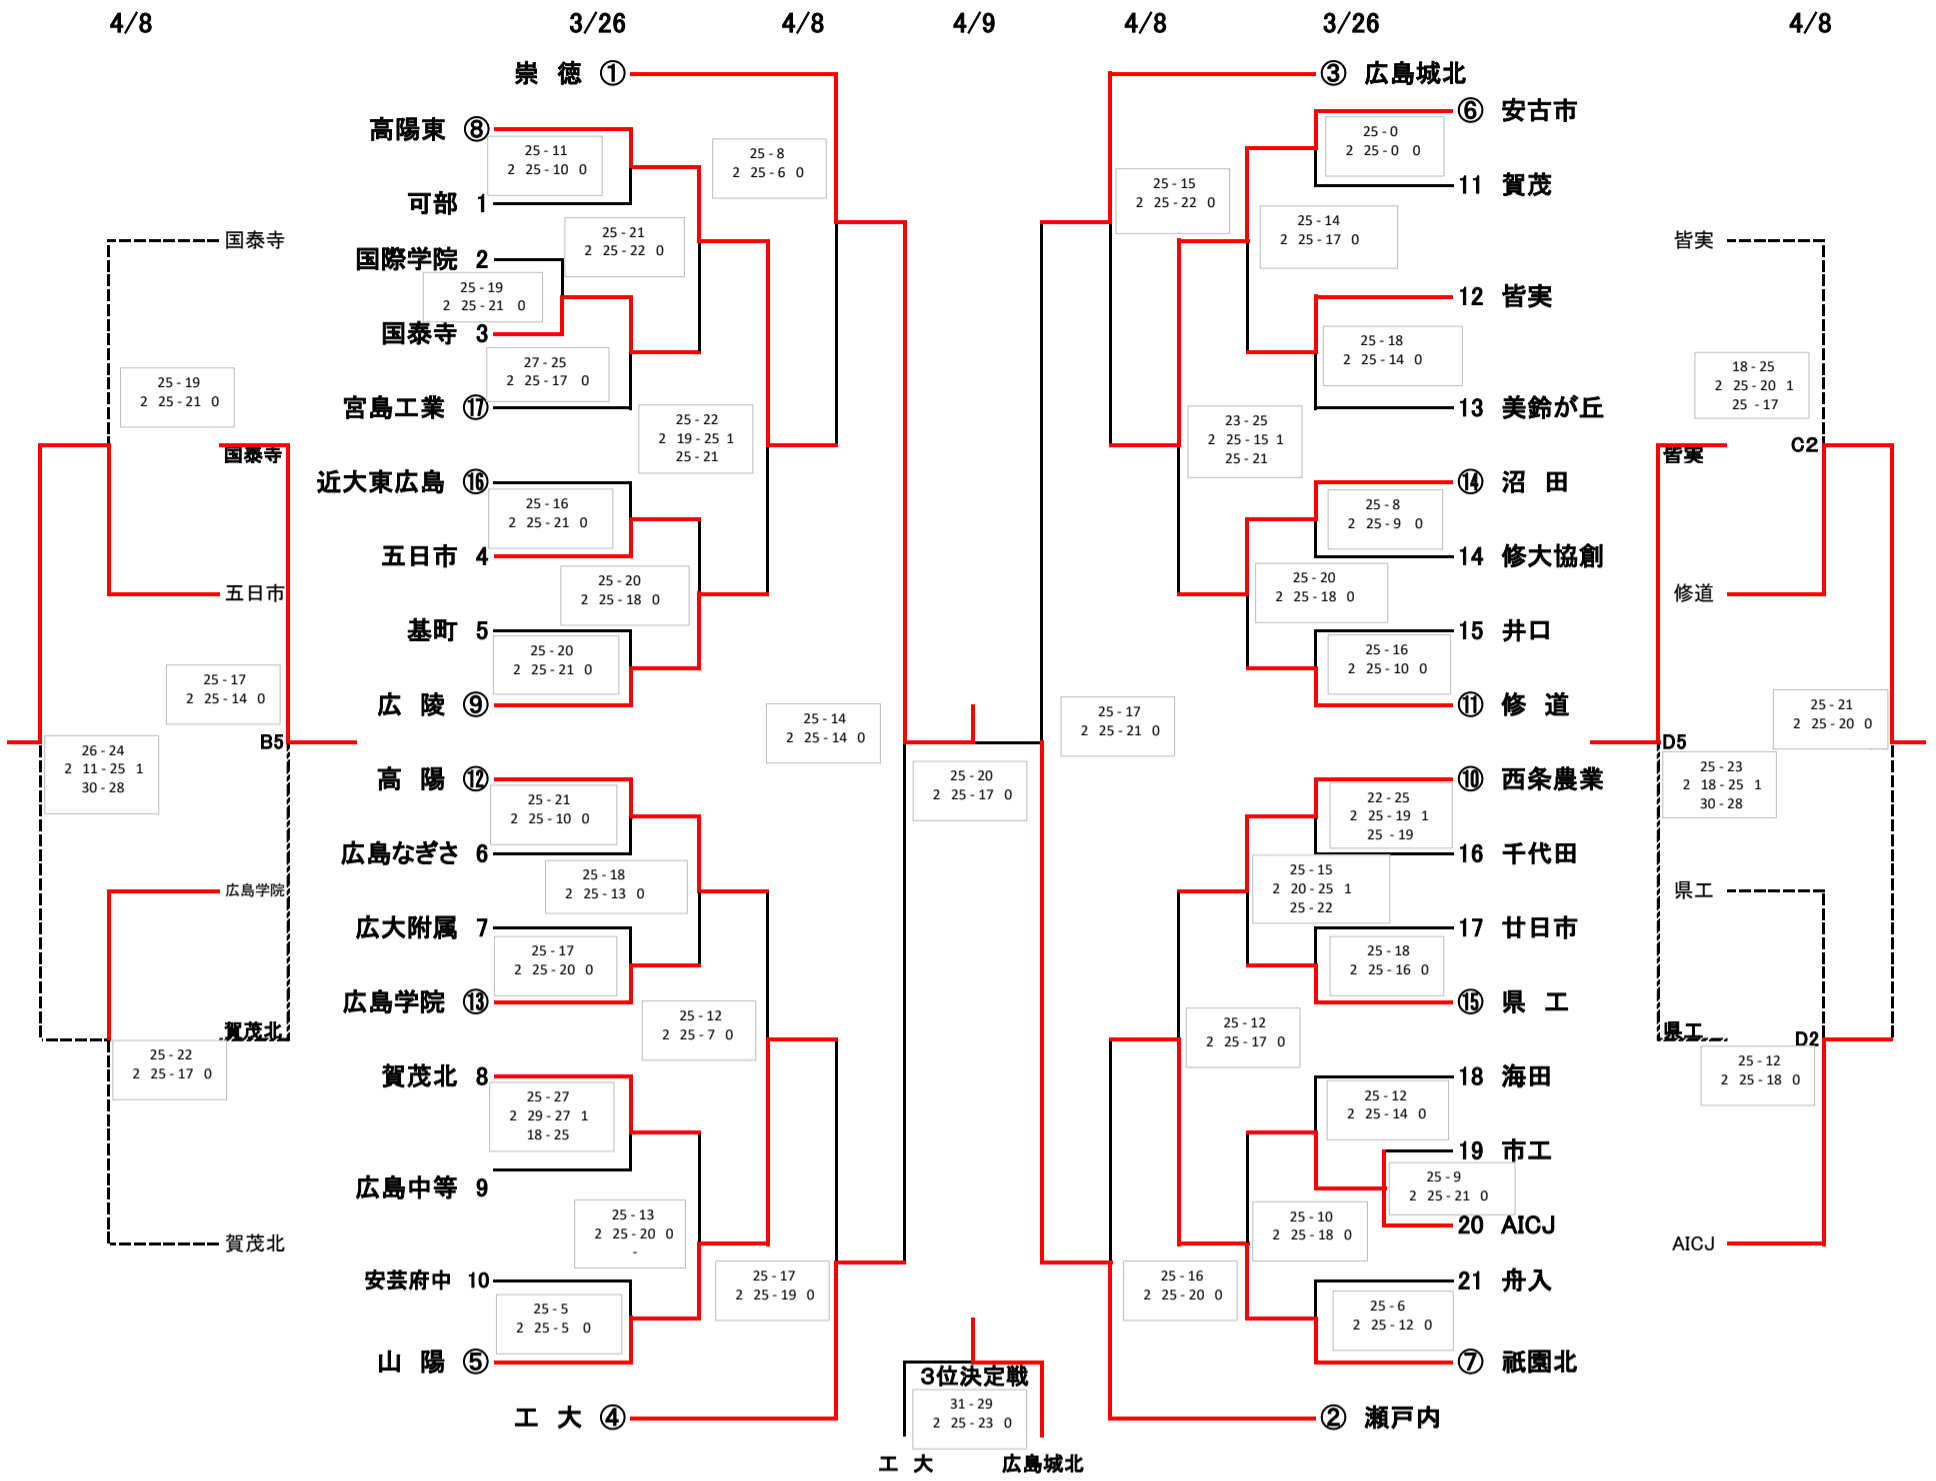 4/8 3/26 4/8 4/9 4/8 3/26 4/8
崇 徳 ①
高陽東 ⑧
25 - 11
2 25 - 10 0
可部 1
国際学院 2
25 - 19
2 25 - 21 0
国泰寺 3
27 - 25
2 25 - 17 0
宮島工業 ⑰
25 - 21
2 25 - 22 0
25 - 8
2 25 - 6 0
近大東広島 ⑯
25 - 16
2 25 - 21 0
五日市 4
25 - 22
2 19 - 25 1
25 - 21
25 - 20
2 25 - 18 0
基町 5
25 - 20
2 25 - 21 0
広 陵 ⑨
25 - 14
2 25 - 14 0
高 陽 ⑫
25 - 21
2 25 - 10 0
広島なぎさ 6
25 - 18
2 25 - 13 0
広大附属 7
25 - 17
2 25 - 20 0
広島学院 ⑬
25 - 12
2 25 - 7 0
賀茂北 8
25 - 27
2 29 - 27 1
18 - 25
広島中等 9
25 - 13
2 25 - 20 0
-
安芸府中 10
25 - 5
2 25 - 5 0
山 陽 ⑤
25 - 17
2 25 - 19 0
工 大 ④
国泰寺
25 - 19
2 25 - 21 0
国泰寺
五日市
25 - 17
2 25 - 14 0
B5
26 - 24
2 11 - 25 1
30 - 28
広島学院
賀茂北
25 - 22
2 25 - 17 0
賀茂北
25 - 20
2 25 - 17 0
3位決定戦
31 - 29
2 25 - 23 0
工 大 広島城北
③ 広島城北
⑥ 安古市
25 - 0
2 25 - 0 0
11 賀茂
25 - 15
2 25 - 22 0
25 - 14
2 25 - 17 0
12 皆実
25 - 18
2 25 - 14 0
13 美鈴が丘
23 - 25
2 25 - 15 1
25 - 21
⑭ 沼 田
25 - 8
2 25 - 9 0
14 修大協創
25 - 20
2 25 - 18 0
15 井口
25 - 16
2 25 - 10 0
⑪ 修 道
25 - 17
2 25 - 21 0
⑩ 西条農業
22 - 25
2 25 - 19 1
25 - 19
16 千代田
25 - 15
2 20 - 25 1
25 - 22
17 廿日市
25 - 18
2 25 - 16 0
⑮ 県 工
25 - 12
2 25 - 17 0
18 海田
25 - 12
2 25 - 14 0
19 市工
25 - 9
2 25 - 21 0
20 AICJ
25 - 10
2 25 - 18 0
21 舟入
25 - 6
2 25 - 12 0
⑦ 祇園北
25 - 16
2 25 - 20 0
② 瀬戸内
皆実
18 - 25
2 25 - 20 1
25 - 17
皆実 C2
修道
25 - 21
2 25 - 20 0
D5
25 - 23
2 18 - 25 1
30 - 28
県工
県工 D2
25 - 12
2 25 - 18 0
AICJ